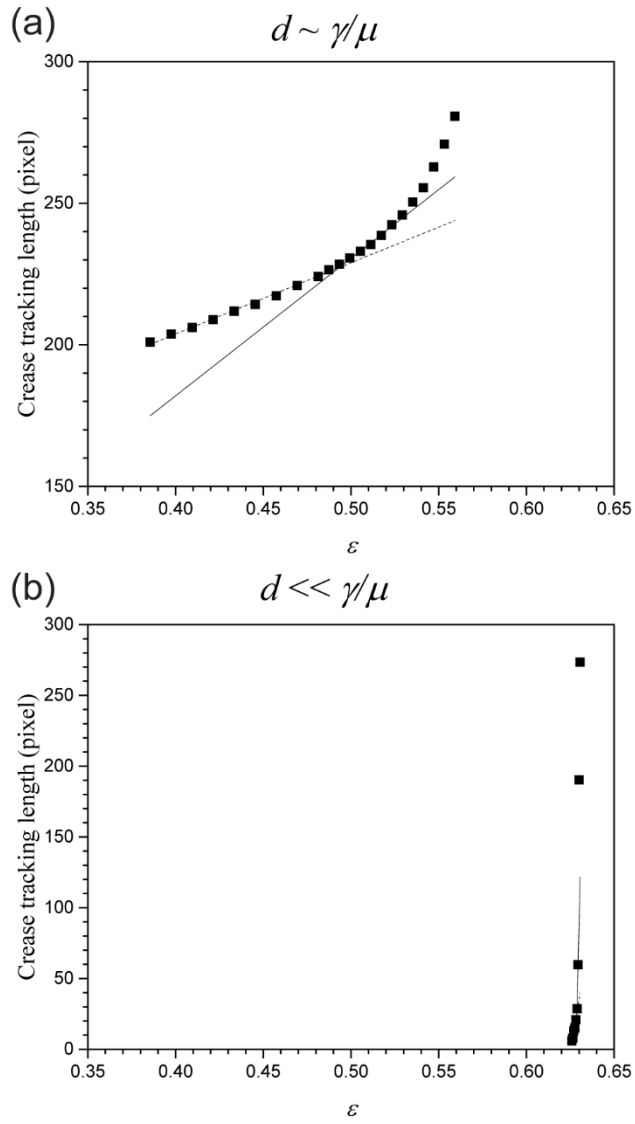 (a)
d ~ γ/μ
300
250
200
150
Crease tracking length (pixel)
0.35 0.40 0.45 0.50 0.55 0.60 0.65
ε
(b)
d << γ/μ
300
250
200
150
100
50
0
Crease tracking length (pixel)
0.35 0.40 0.45 0.50 0.55 0.60 0.65
ε